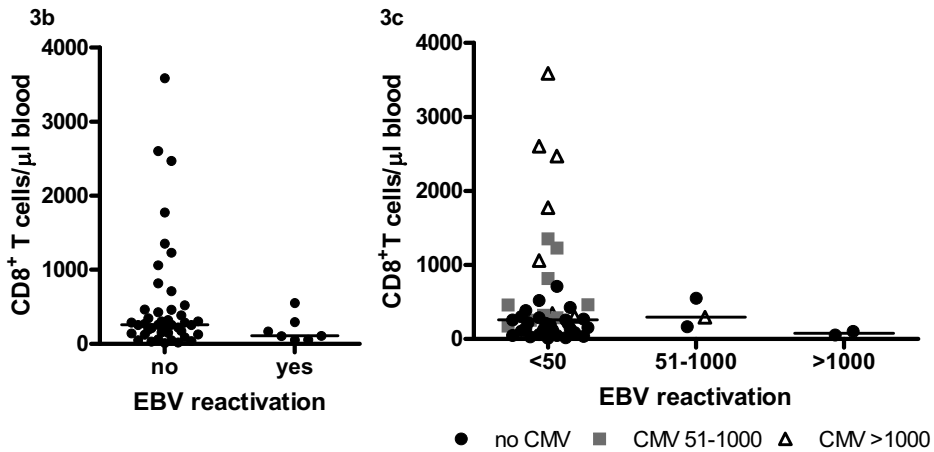 3b
CD8+ T cells/μl blood
4000
3000
2000
1000
0
no
yes
EBV reactivation
3c
CD8+T cells/μl blood
4000
3000
2000
1000
0
<50
51-1000
>1000
EBV reactivation
no CMV
CMV 51-1000
CMV >1000